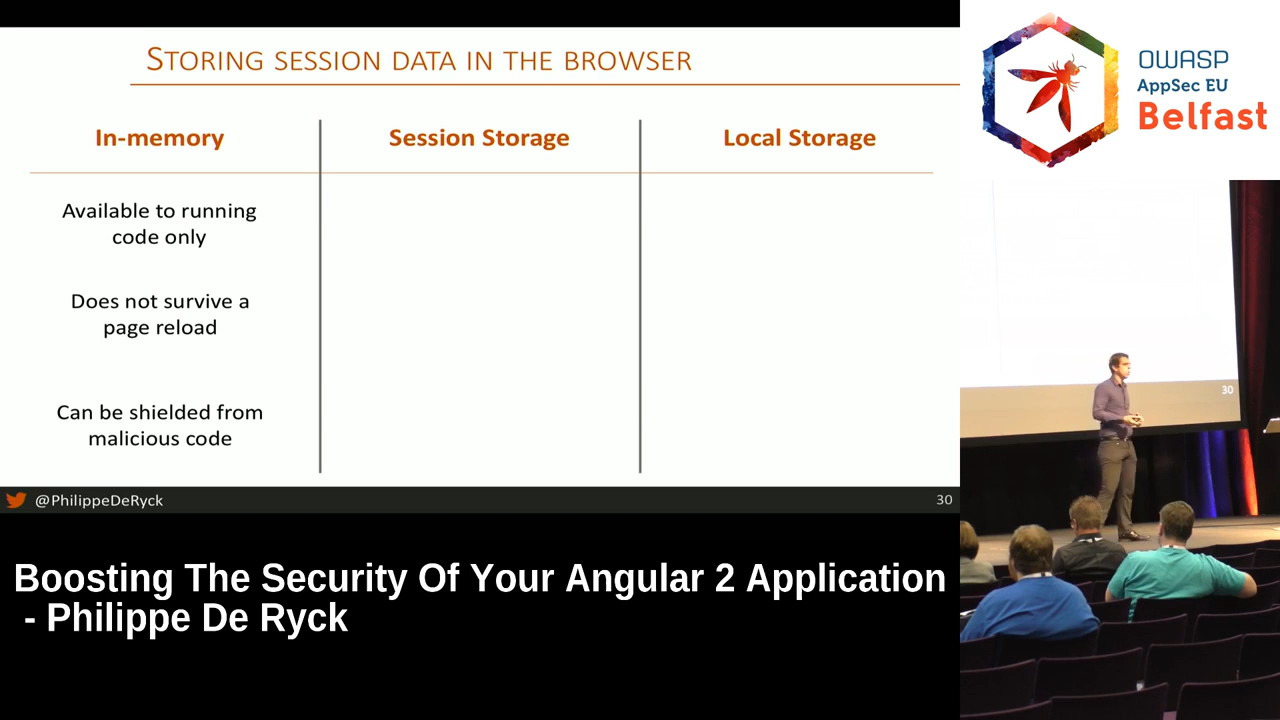 STORING SESSION DATA IN THE BROWSER
In-memory
Session Storage
Local Storage
Available to running
code only
Does not survive a
page reload
Can be shielded from
malicious code
@PhilippeDeRyck
30
OWASP
AppSec EU
Belfast
30
Boosting The Security Of Your Angular 2 Application
- Philippe De Ryck